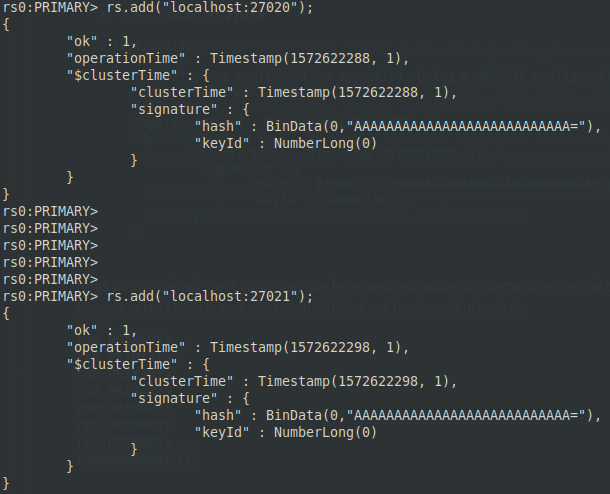 rs0:PRIMARY> rs.add("localhost:27020");
{
        "ok" : 1,
        "operationTime" : Timestamp(1572622288, 1),
        "$clusterTime" : {
                "clusterTime" : Timestamp(1572622288, 1),
                "signature" : {
                        "hash" : BinData(0,"AAAAAAAAAAAAAAAAAAAAAAAAAAA="),
                        "keyId" : NumberLong(0)
                }
        }
}
rs0:PRIMARY>
rs0:PRIMARY>
rs0:PRIMARY>
rs0:PRIMARY>
rs0:PRIMARY>
rs0:PRIMARY> rs.add("localhost:27021");
{
        "ok" : 1,
        "operationTime" : Timestamp(1572622298, 1),
        "$clusterTime" : {
                "clusterTime" : Timestamp(1572622298, 1),
                "signature" : {
                        "hash" : BinData(0,"AAAAAAAAAAAAAAAAAAAAAAAAAAA="),
                        "keyId" : NumberLong(0)
                }
        }
}